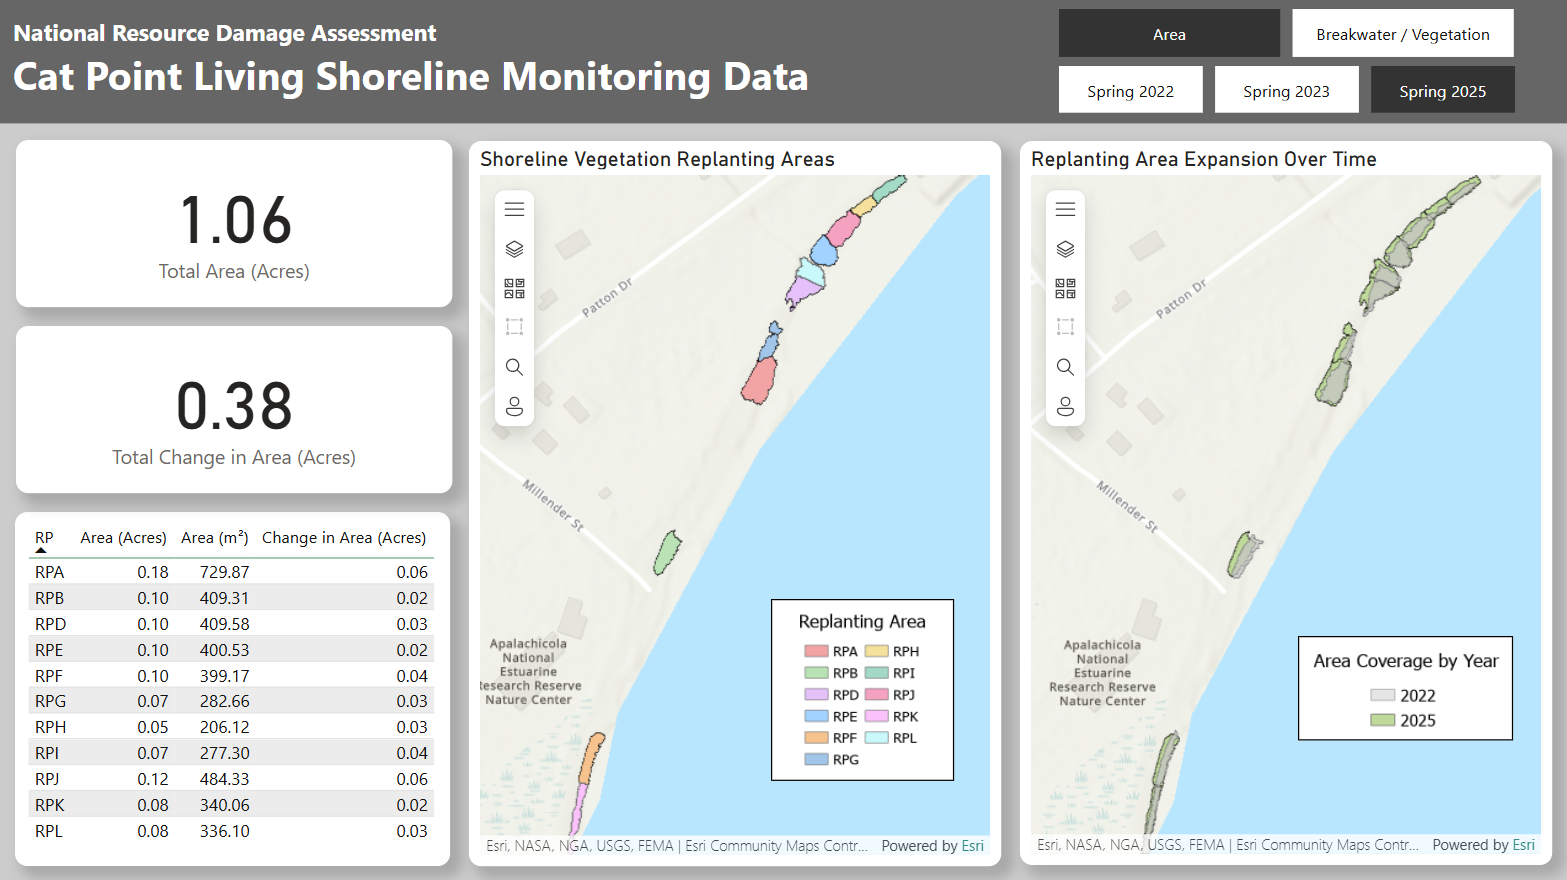 National Resource Damage Assessment
Cat Point Living Shoreline Monitoring Data
Area
Breakwater / Vegetation
Spring 2022
Spring 2023
Spring 2025
1.06
Total Area (Acres)
0.38
Total Change in Area (Acres)
RP Area (Acres) Area (m²) Change in Area (Acres)
RPA 0.18 729.87 0.06
RPB 0.10 409.31 0.02
RPD 0.10 409.58 0.03
RPE 0.10 400.53 0.02
RPF 0.10 399.17 0.04
RPG 0.07 282.66 0.03
RPH 0.05 206.12 0.03
RPI 0.07 277.30 0.04
RPJ 0.12 484.33 0.06
RPK 0.08 340.06 0.02
RPL 0.08 336.10 0.03
Shoreline Vegetation Replanting Areas
Patton Dr
Millender St
Apalachicola
National
Estuarine
Research Reserve
Nature Center
Replanting Area
RPA RPH
RPB RPI
RPD RPJ
RPE RPK
RPF RPL
RPG
Esri, NASA, NGA, USGS, FEMA | Esri Community Maps Contr... Powered by Esri
Replanting Area Expansion Over Time
Patton Dr
Millender St
Apalachicola
National
Estuarine
Research Reserve
Nature Center
Area Coverage by Year
2022
2025
Esri, NASA, NGA, USGS, FEMA | Esri Community Maps Contr... Powered by Esri